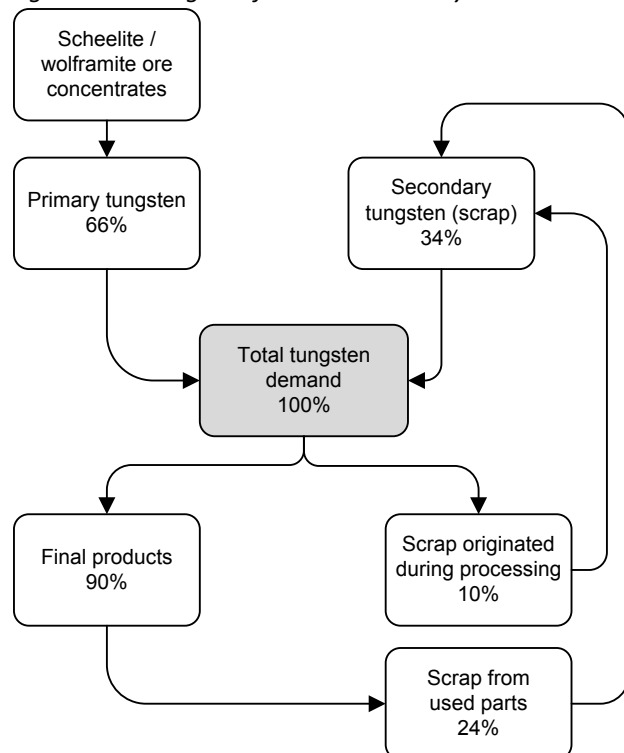 Scheelite /
wolframite ore
concentrates
Primary tungsten
66%
Secondary
tungsten (scrap)
34%
Total tungsten
demand
100%
Final products
90%
Scrap originated
during processing
10%
Scrap from
used parts
24%